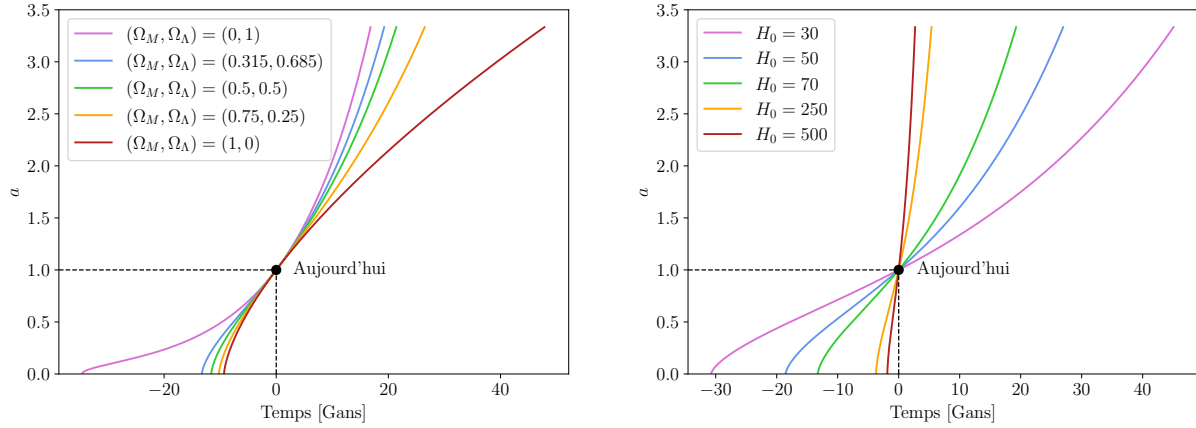 3.5
3.0
2.5
2.0
1.5
1.0
0.5
0.0
a
(Ω_M, Ω_Λ) = (0, 1)
(Ω_M, Ω_Λ) = (0.315, 0.685)
(Ω_M, Ω_Λ) = (0.5, 0.5)
(Ω_M, Ω_Λ) = (0.75, 0.25)
(Ω_M, Ω_Λ) = (1, 0)
Aujourd'hui
−20 0 20 40
Temps [Gans]
3.5
3.0
2.5
2.0
1.5
1.0
0.5
0.0
a
H_0 = 30
H_0 = 50
H_0 = 70
H_0 = 250
H_0 = 500
Aujourd'hui
−30 −20 −10 0 10 20 30 40
Temps [Gans]